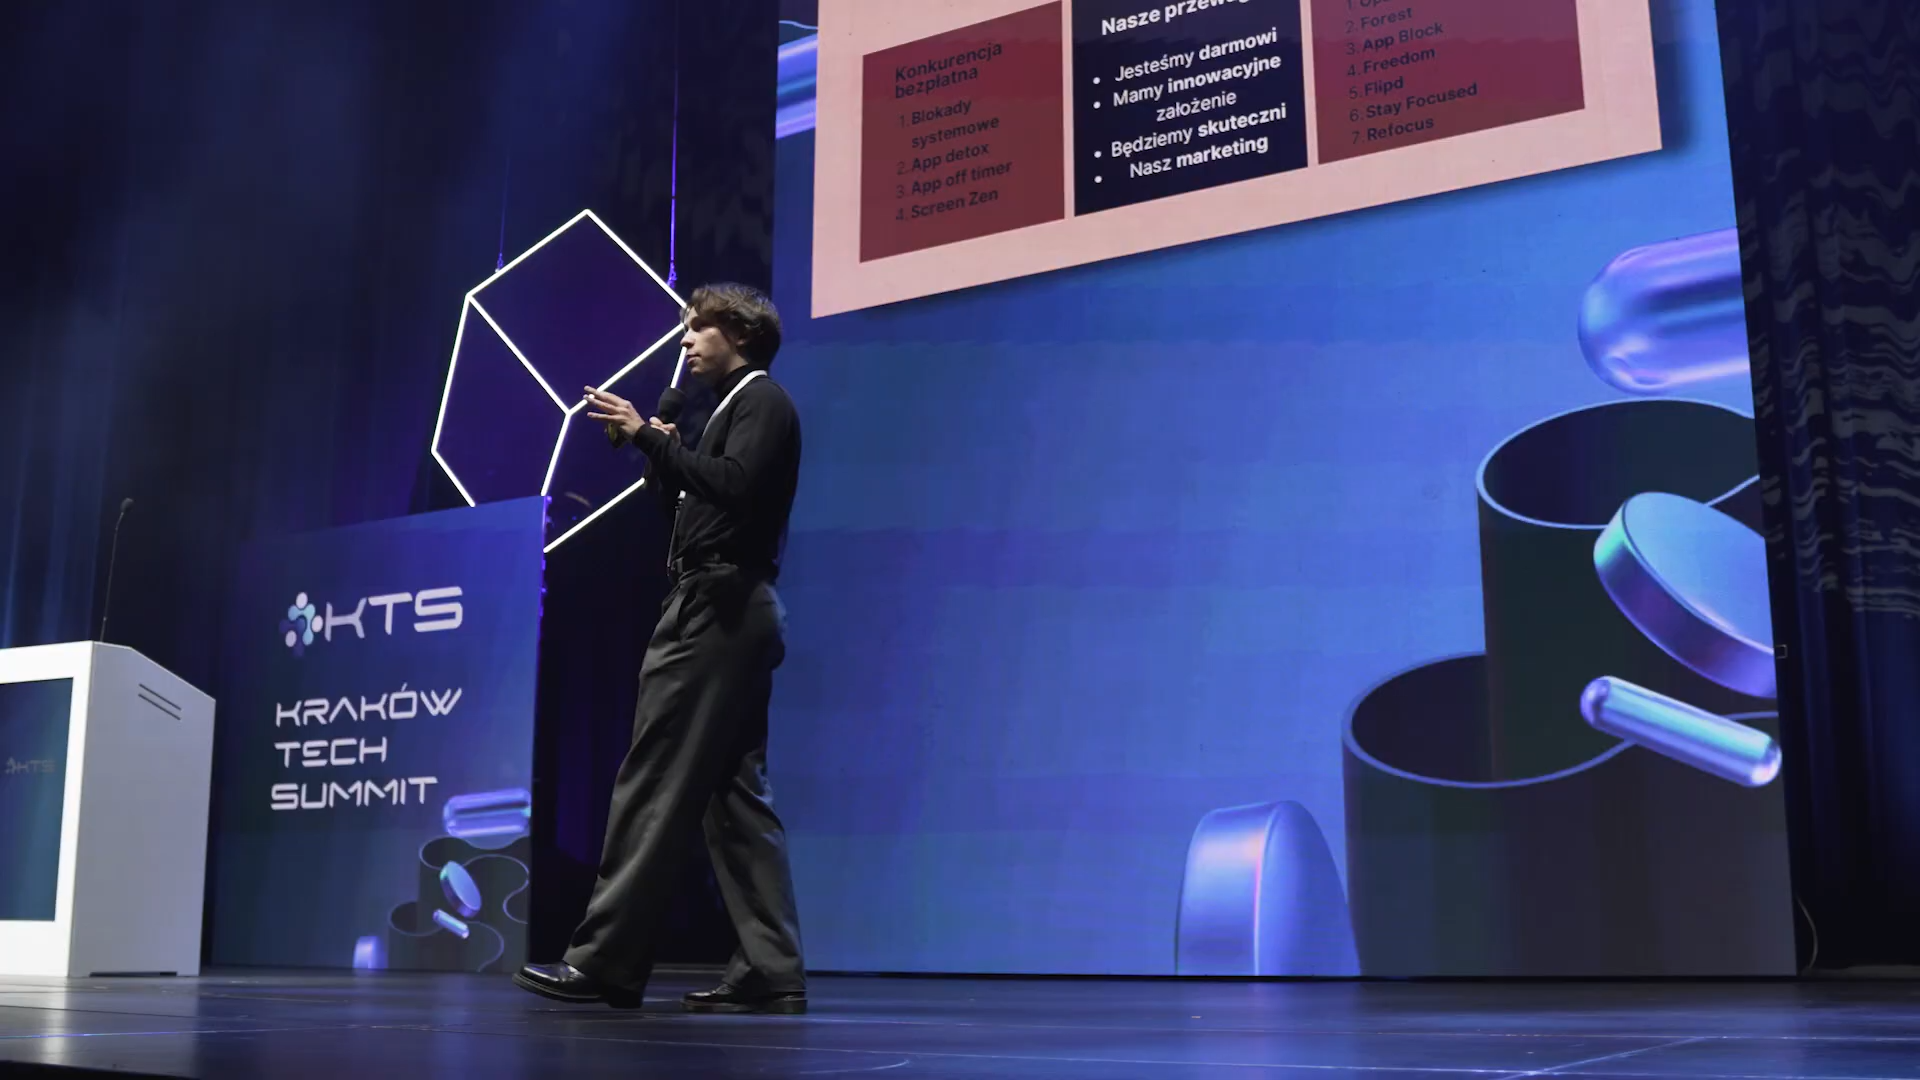 Konkurencja
bezpłatna
1. Blokady
systemowe
2. App detox
3. App off timer
4. Screen Zen
Nasze
Jesteśmy darmowi
Mamy innowacyjne
założenie
Będziemy skuteczni
Nasz marketing
2. Forest
3. App Block
4. Freedom
5. Flipd
6. Stay Focused
7. Refocus
KTS
KRAKÓW
TECH
SUMMIT
KTS